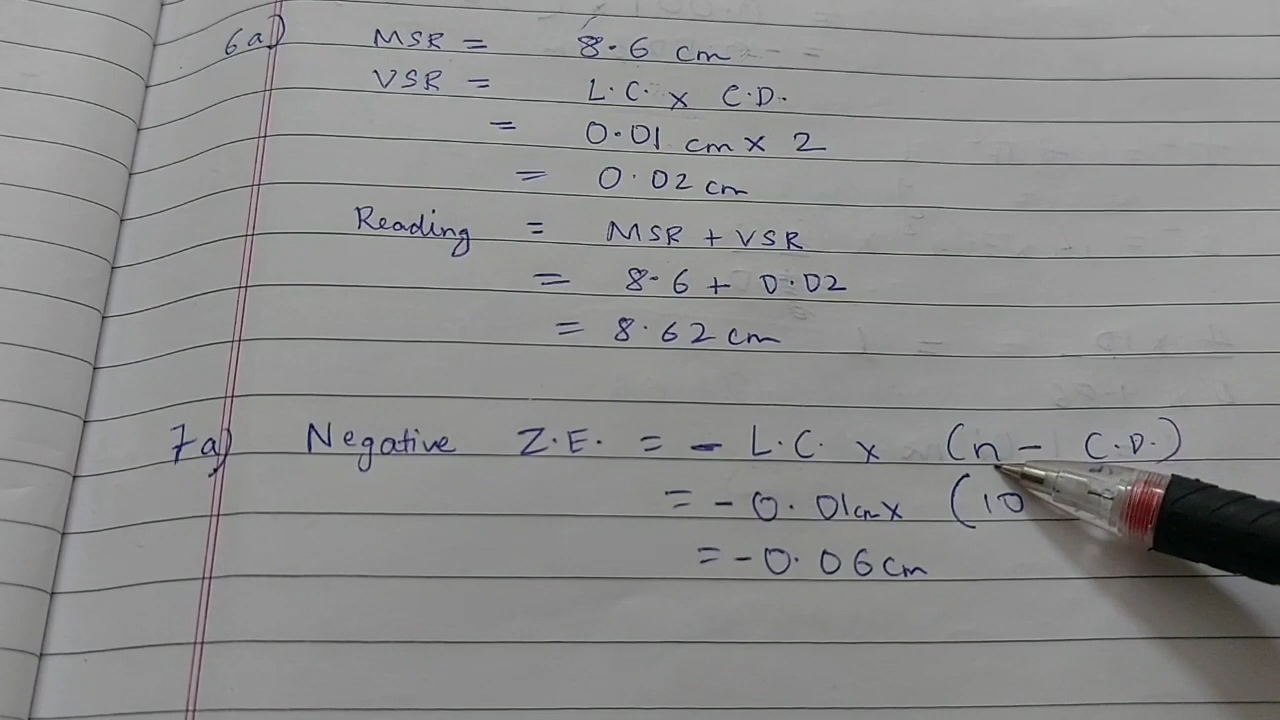 6a) MSR = 8.6 cm
VSR = L.C. x C.D.
= 0.01 cm x 2
= 0.02 cm
Reading = MSR + VSR
= 8.6 + 0.02
= 8.62 cm
7a) Negative Z.E. = - L.C. x (n - C.D.)
= - 0.01cm x (10
= - 0.06 cm